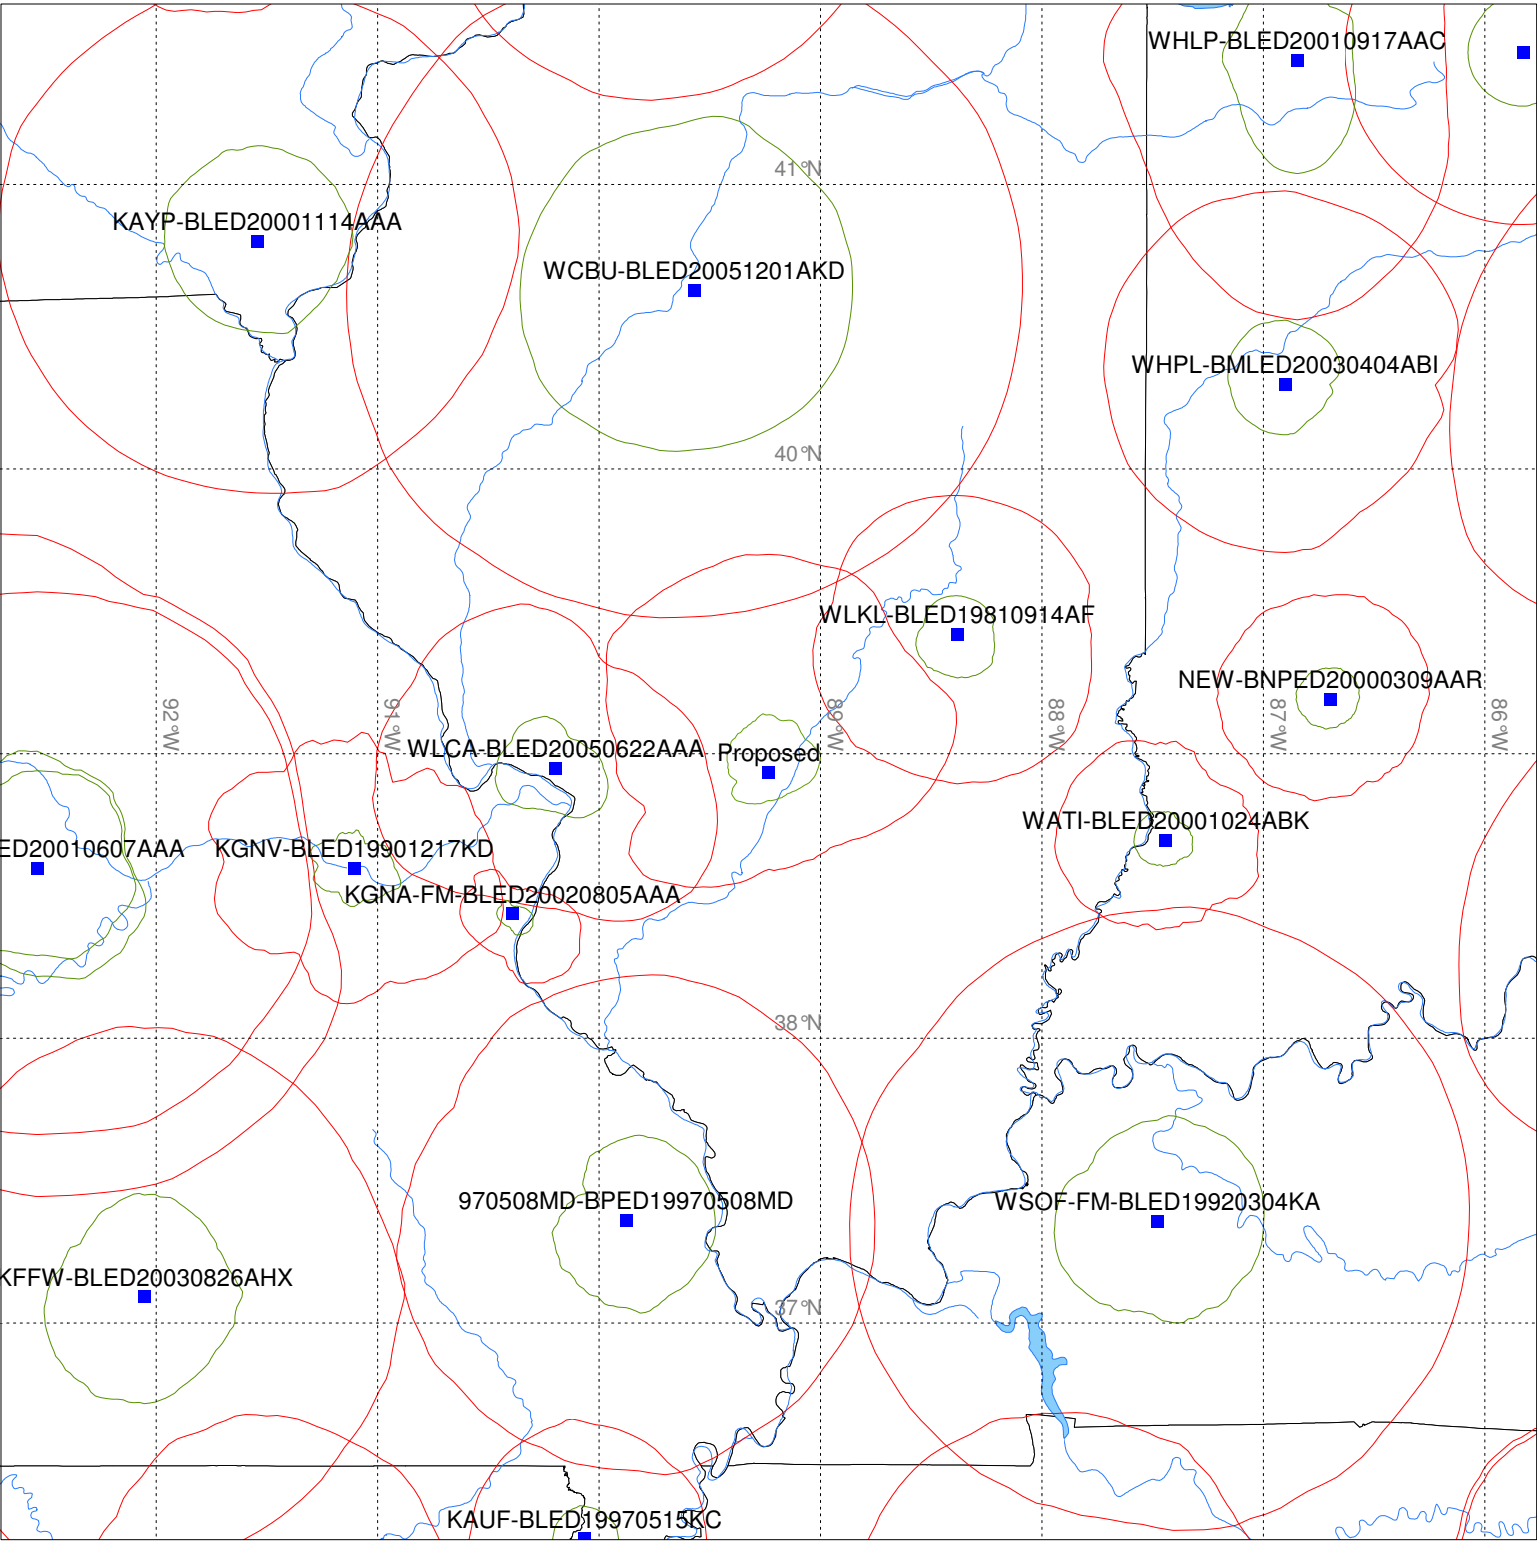 WHLP-BLED20010917AAC
41°N
KAYP-BLED20001114AAA
WCBU-BLED20051201AKD
WHPL-BMLED20030404ABI
40°N
WLKL-BLED19810914AF
NEW-BNPED20000309AAR
92°W
91°W
89°W
88°W
87°W
86°W
WLCA-BLED20050622AAA
Proposed
WATI-BLED20001024ABK
ED20010607AAA
KGNV-BLED19901217KD
KGNA-FM-BLED20020805AAA
38°N
970508MD-BPED19970508MD
WSOF-FM-BLED19920304KA
KFFW-BLED20030826AHX
37°N
KAUF-BLED19970515KC